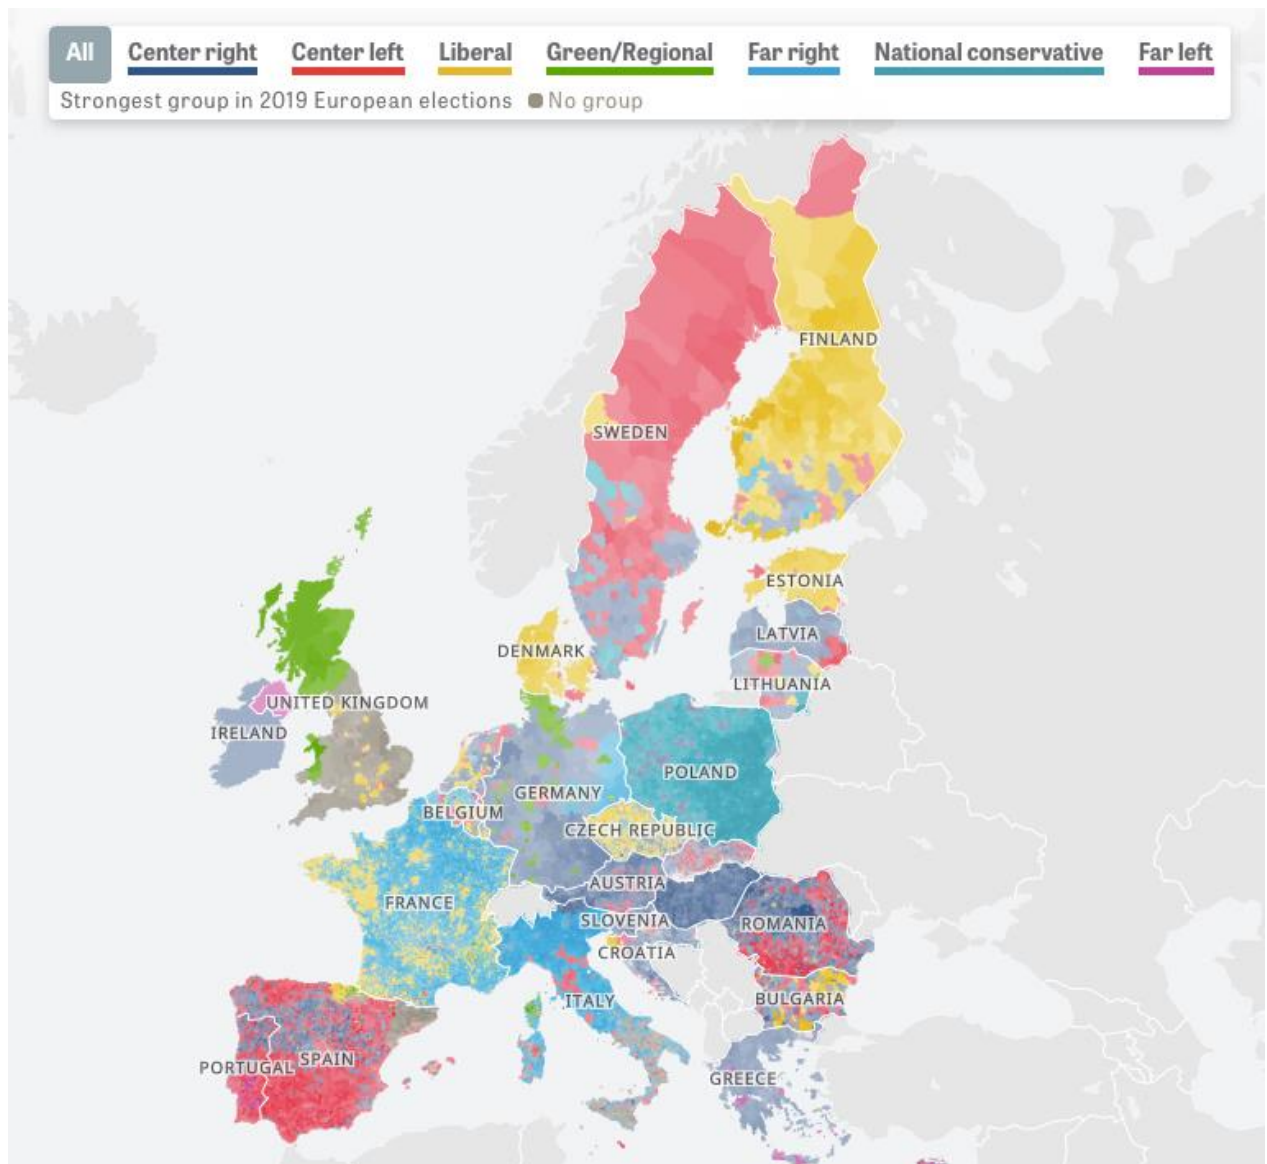 All Center right Center left Liberal Green/Regional Far right National conservative Far left
Strongest group in 2019 European elections No group
FINLAND
SWEDEN
ESTONIA
LATVIA
DENMARK
LITHUANIA
UNITED KINGDOM
IRELAND
POLAND
GERMANY
BELGIUM
CZECH REPUBLIC
AUSTRIA
FRANCE
SLOVENIA
ROMANIA
CROATIA
BULGARIA
ITALY
SPAIN
PORTUGAL
GREECE